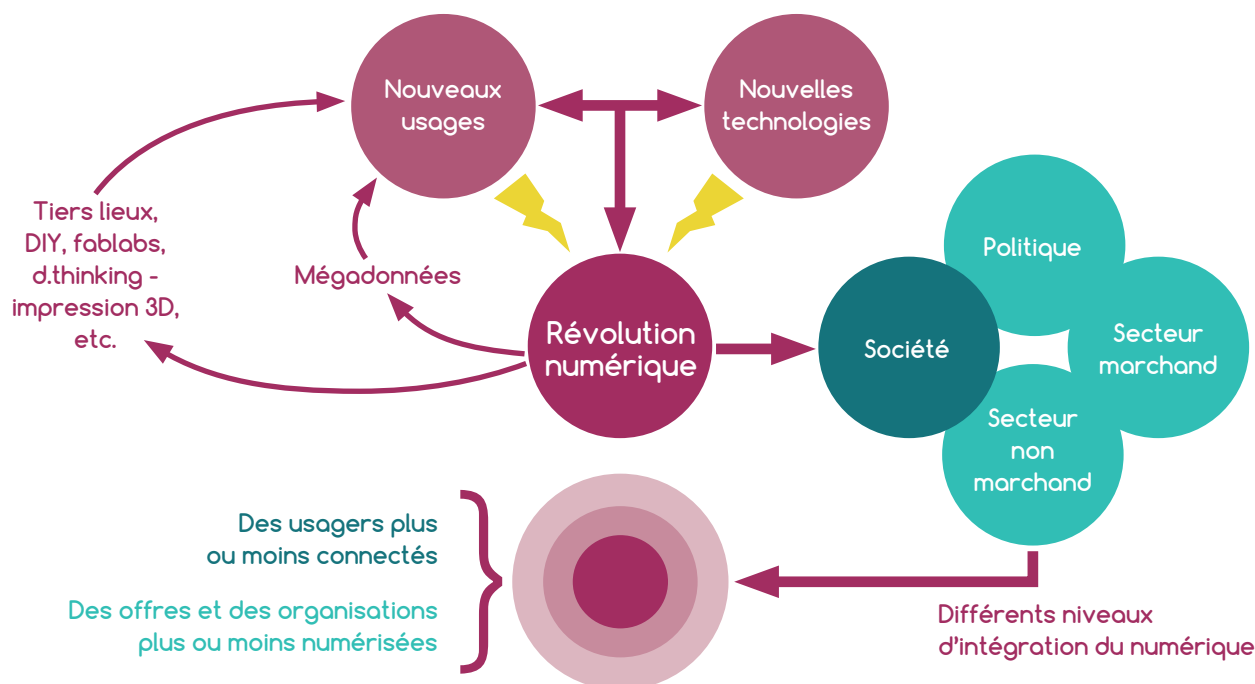 Nouveaux
usages
Nouvelles
technologies
Tiers lieux,
DIY, fablabs,
d.thinking -
impression 3D,
etc.
Mégadonnées
Révolution
numérique
Société
Politique
Secteur
marchand
Secteur
non
marchand
Des usagers plus
ou moins connectés
Des offres et des organisations
plus ou moins numérisées
Différents niveaux
d'intégration du numérique